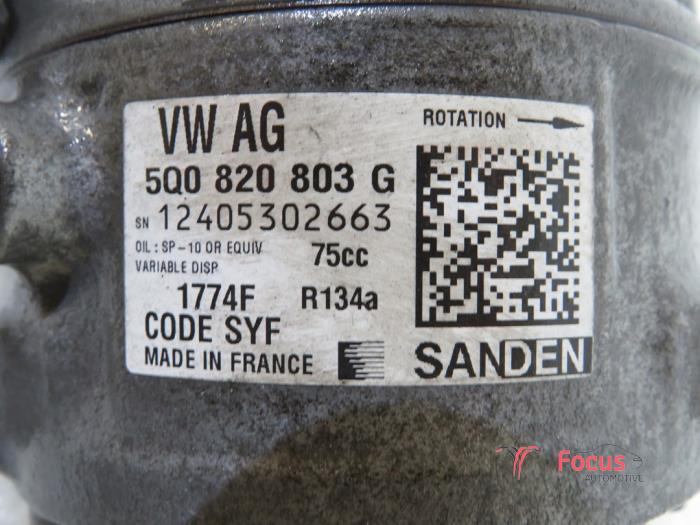 VW AG
ROTATION
5Q0 820 803 G
SN 12405302663
OIL : SP-10 OR EQUIV 75cc
VARIABLE DISP
1774F R134a
CODE SYF
MADE IN FRANCE
SANDEN
Focus
AUTOMOTIVE